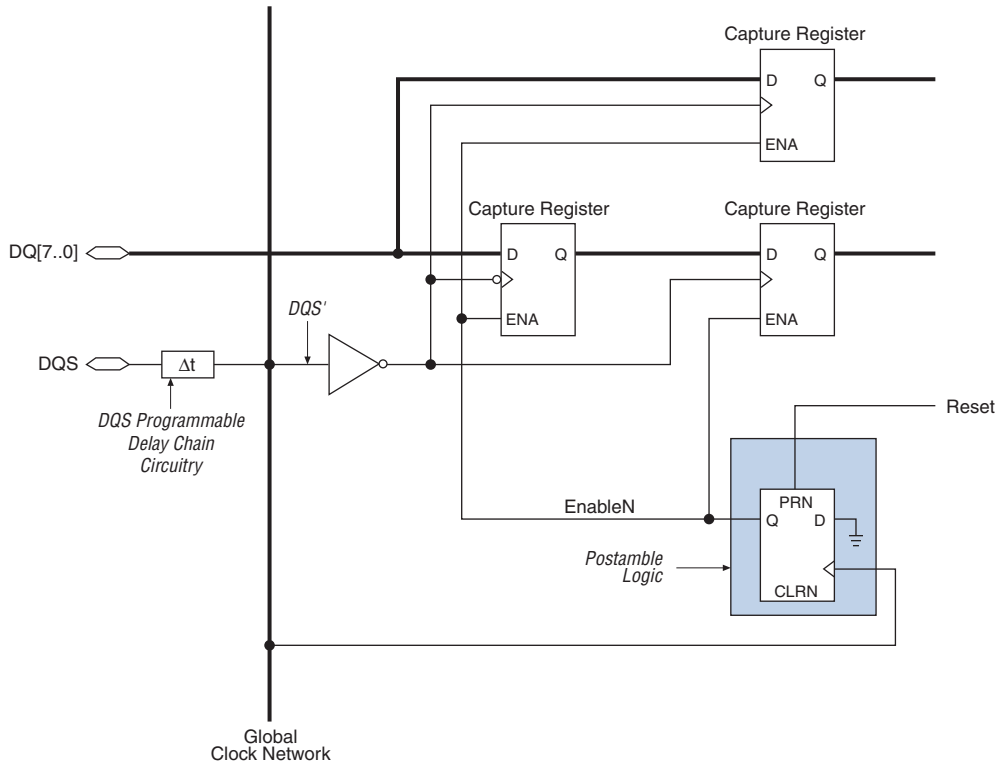 Capture Register
D Q
ENA
Capture Register
Capture Register
DQ[7..0]
D Q
D Q
ENA
ENA
DQS'
DQS
Δt
DQS Programmable
Delay Chain
Circuitry
Reset
EnableN
PRN
Q D
Postamble
Logic
CLRN
Global
Clock Network